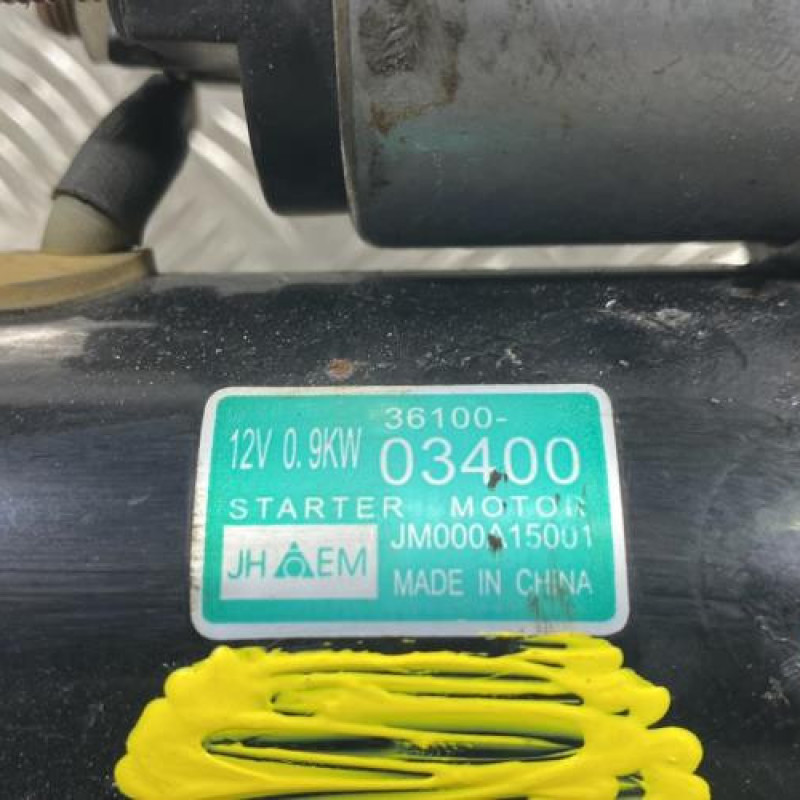 36100-
12V 0.9KW 03400
STARTER MOTOR
JM000A15001
JH EM
MADE IN CHINA